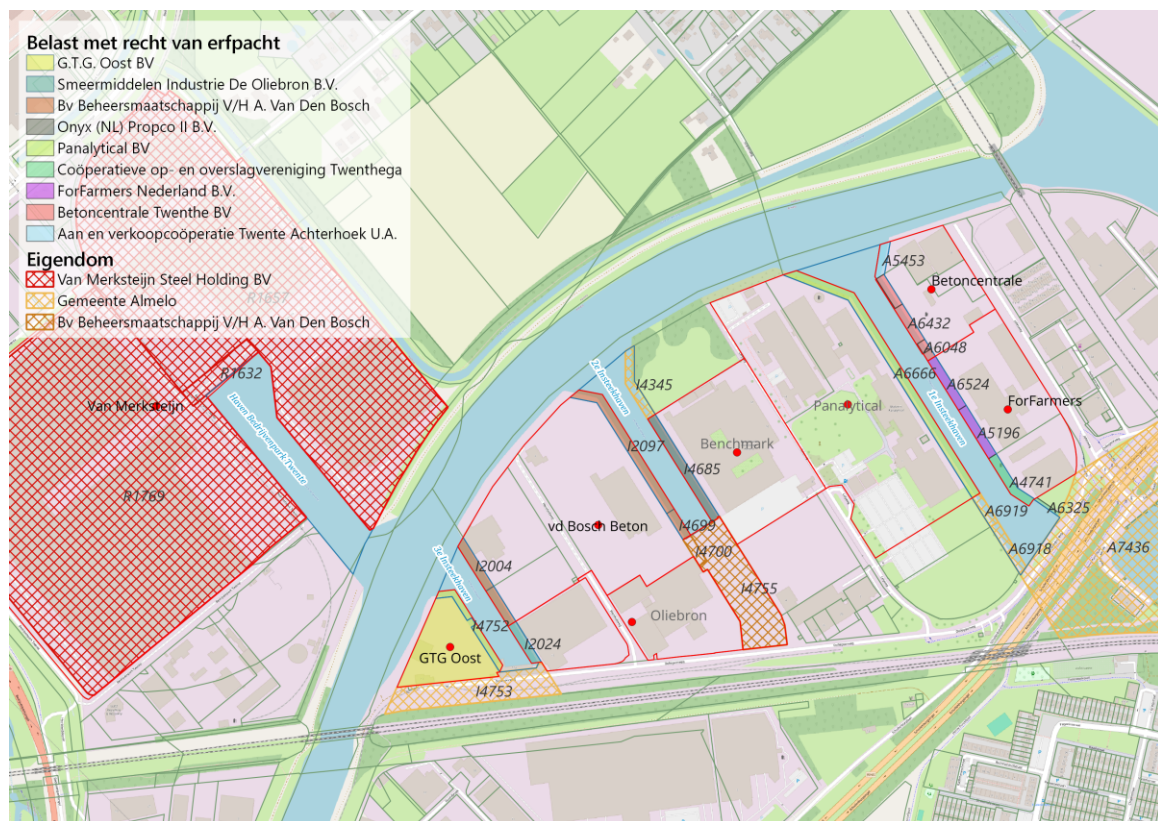 Belast met recht van erfpacht
G.T.G. Oost BV
Smeermiddelen Industrie De Oliebron B.V.
Bv Beheersmaatschappij V/H A. Van Den Bosch
Onyx (NL) Propco II B.V.
Panalytical BV
Coöperatieve op- en overslagvereniging Twenthega
ForFarmers Nederland B.V.
Betoncentrale Twenthe BV
Aan en verkoopcoöperatie Twente Achterhoek U.A.
Eigendom
Van Merksteijn Steel Holding BV
Gemeente Almelo
Bv Beheersmaatschappij V/H A. Van Den Bosch
R1632
Van Merksteijn
Haven Bedrijvenpark Twente
R1769
A5453
Betoncentrale
A6432
A6048
A6666
A6524
ForFarmers
1e Insteekhaven
A5196
A4741
A6325
A6919
A6918
A7436
2e Insteekhaven
I4345
Panalytical
I2097
Benchmark
I4685
vd Bosch Beton
I4699
I4700
I4755
3e Insteekhaven
I2004
Oliebron
I4752
I2024
GTG Oost
I4753